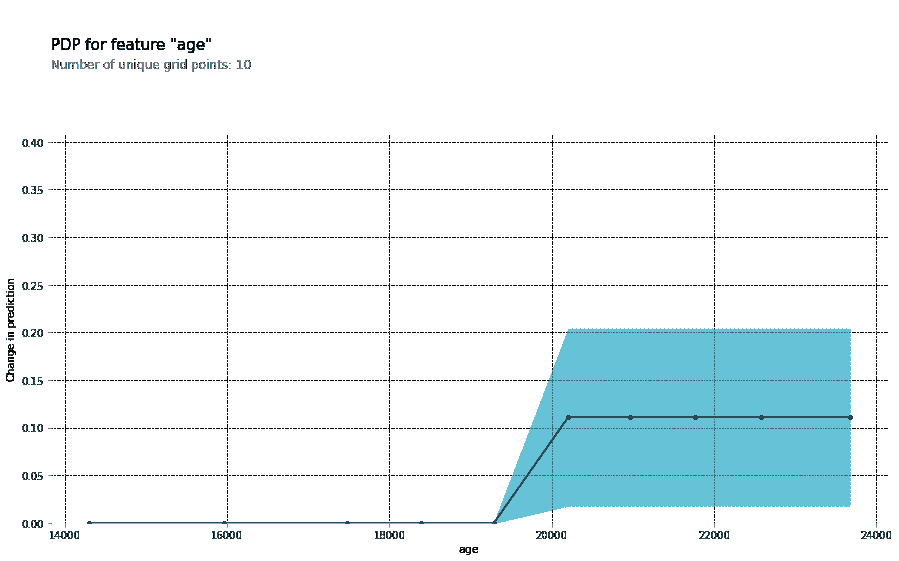 PDP for feature "age"
Number of unique grid points: 10
0.40
0.35
0.30
0.25
0.20
0.15
0.10
0.05
0.00
Change in prediction
14000 16000 18000 20000 22000 24000
age